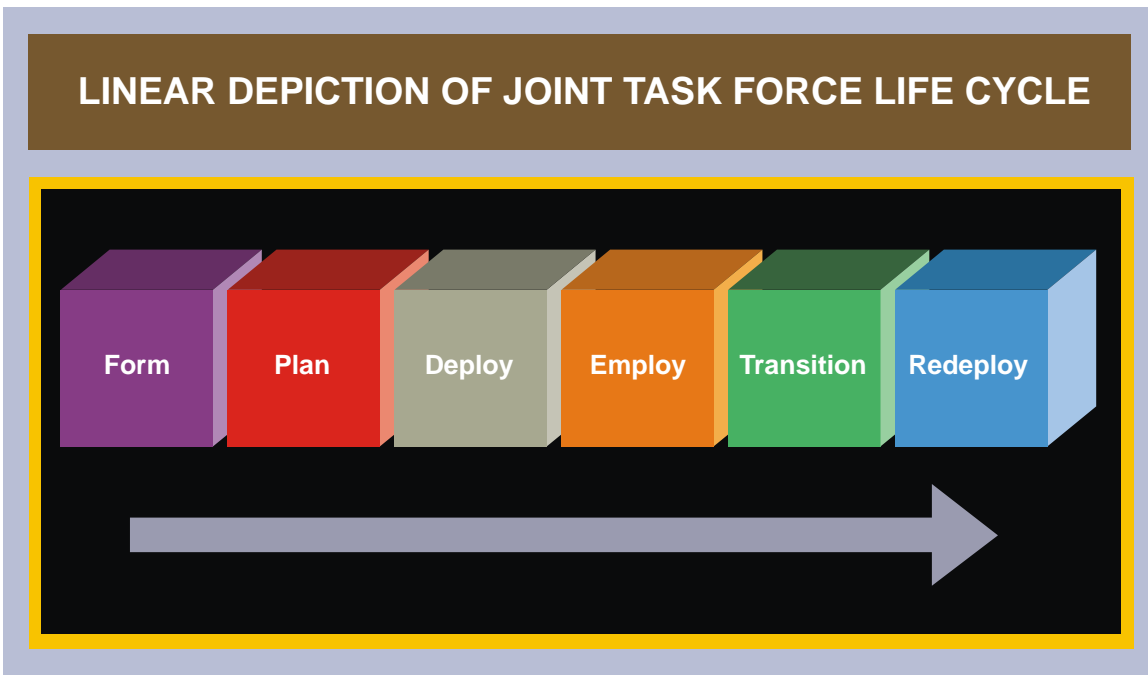 LINEAR DEPICTION OF JOINT TASK FORCE LIFE CYCLE
Form Plan Deploy Employ Transition Redeploy